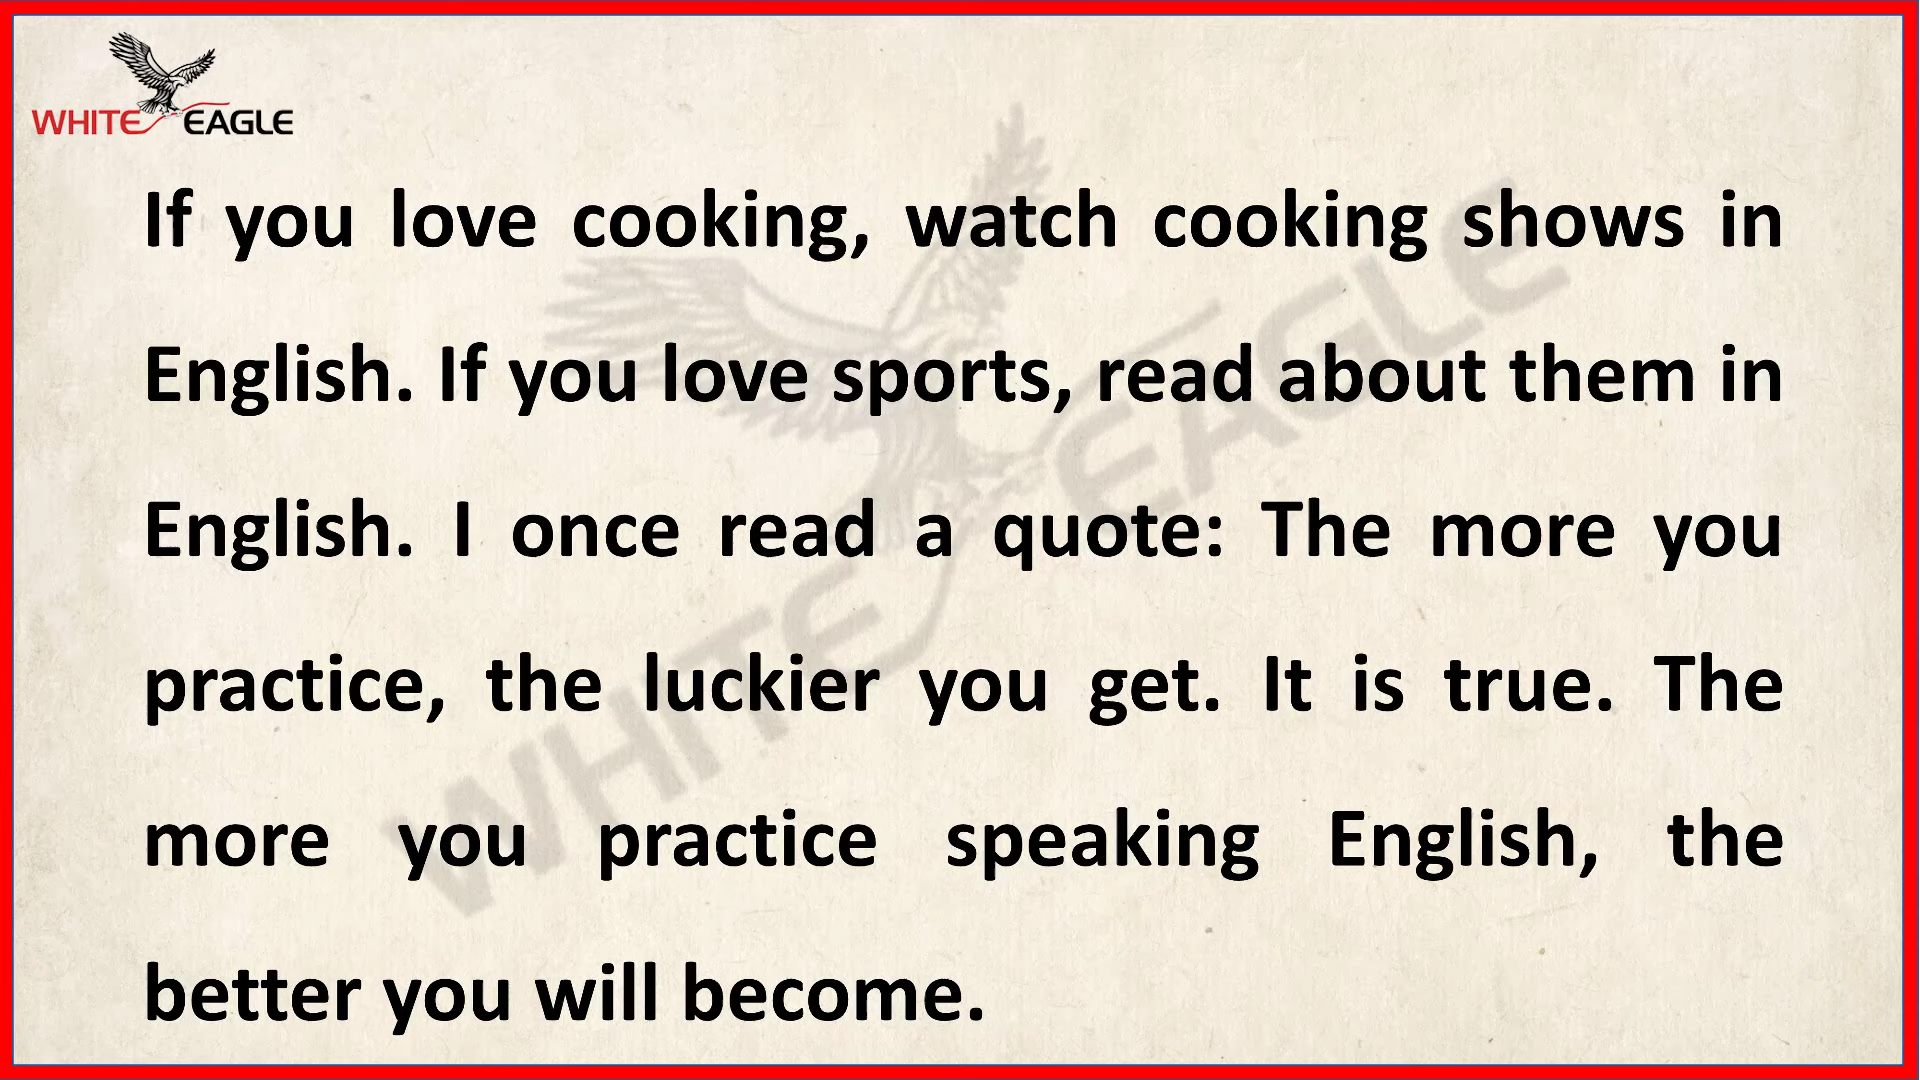 WHITE EAGLE
If you love cooking, watch cooking shows in
English. If you love sports, read about them in
English. I once read a quote: The more you
practice, the luckier you get. It is true. The
more you practice speaking English, the
better you will become.
WHITE EAGLE